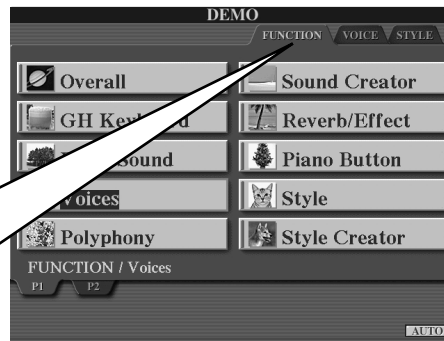 DEMO
FUNCTION VOICE STYLE
Overall
Sound Creator
GH
Reverb/Effect
Sound
Piano Button
Voices
Style
Polyphony
Style Creator
FUNCTION / Voices
P1 P2
AUTO